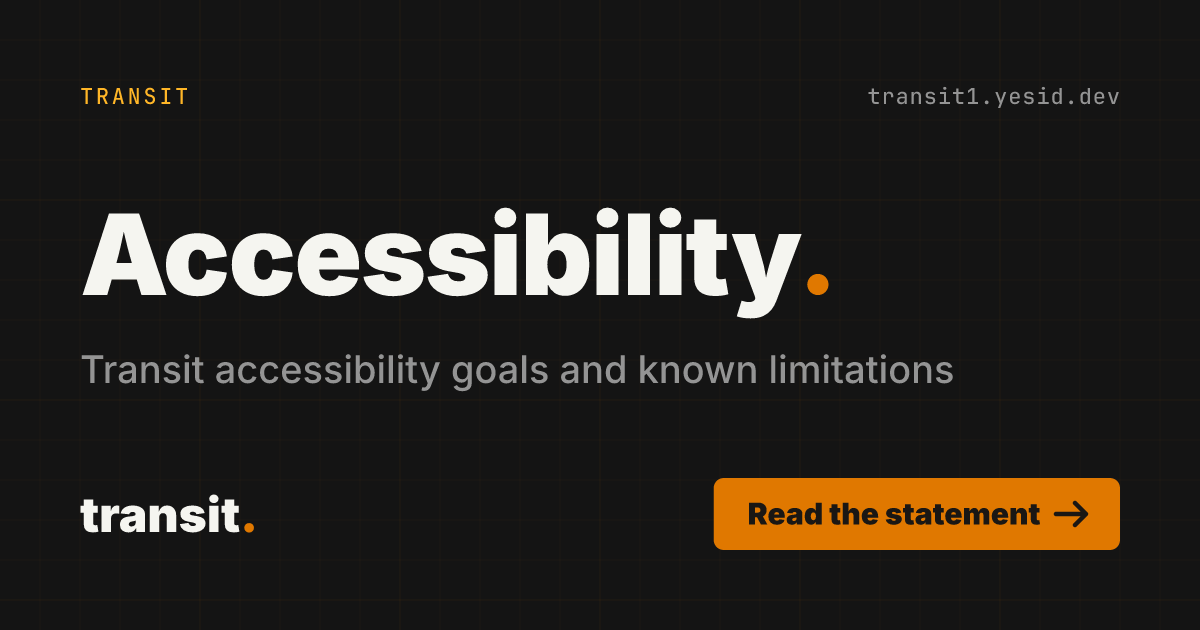 TRANSIT
transit1.yesid.dev
Accessibility.
Transit accessibility goals and known limitations
transit.
Read the statement →